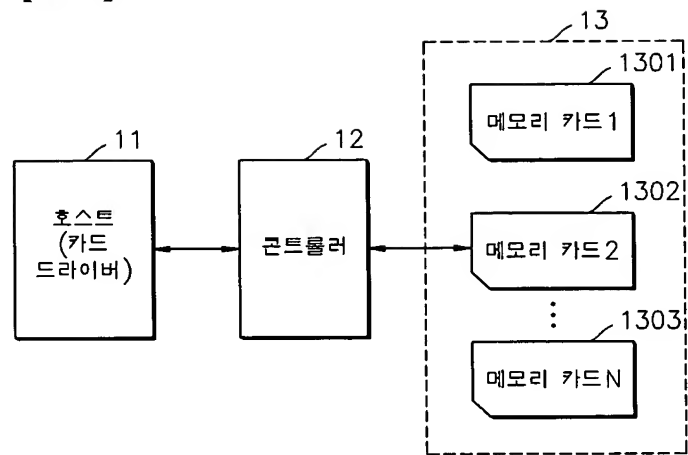 13
1301
메모리 카드1
11
12
1302
호스트
(카드
드라이버)
콘트롤러
메모리 카드2
1303
메모리 카드N